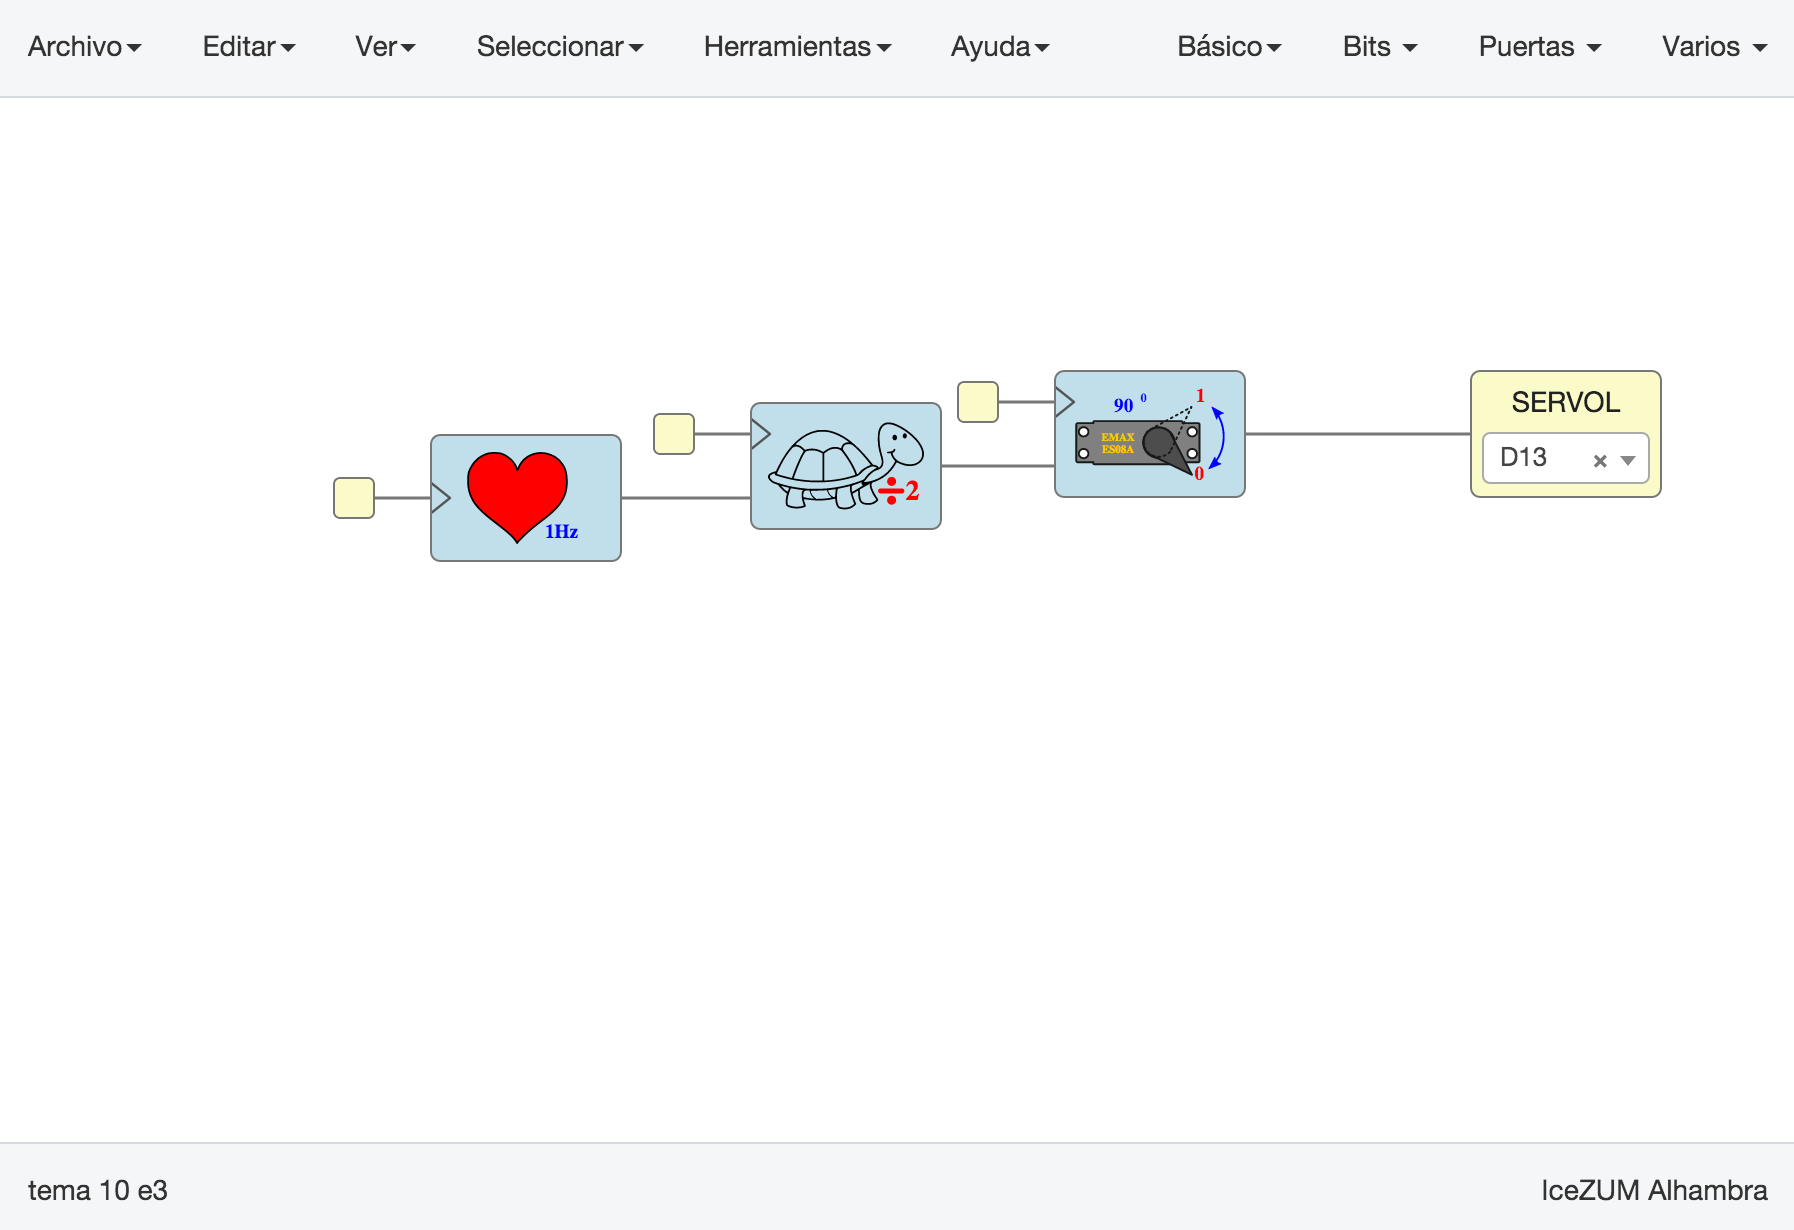 Archivo Editar Ver Seleccionar Herramientas Ayuda Básico Bits Puertas Varios
1Hz
÷2
90 0
1
EMAX
ES08A
0
SERVOL
D13
tema 10 e3
IceZUM Alhambra